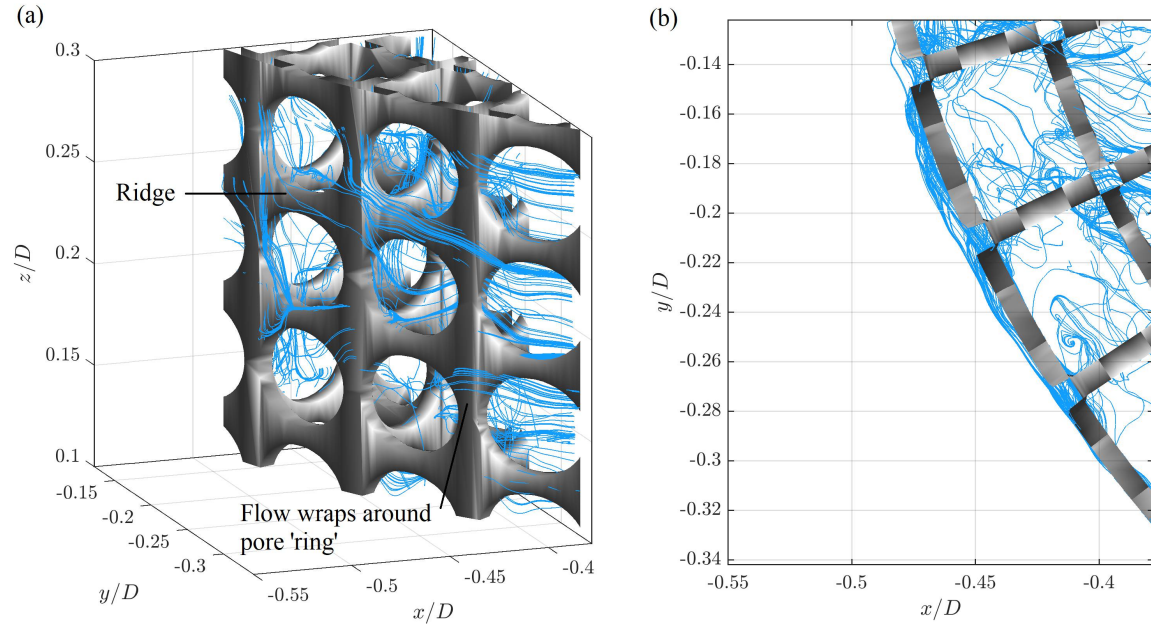 (a)
0.3
0.25
0.2
0.15
0.1
z/D
Ridge
Flow wraps around
pore 'ring'
-0.15
-0.2
-0.25
-0.3
y/D
-0.55
-0.5
-0.45
-0.4
x/D
(b)
-0.14
-0.16
-0.18
-0.2
-0.22
-0.24
-0.26
-0.28
-0.3
-0.32
-0.34
y/D
-0.55
-0.5
-0.45
-0.4
x/D